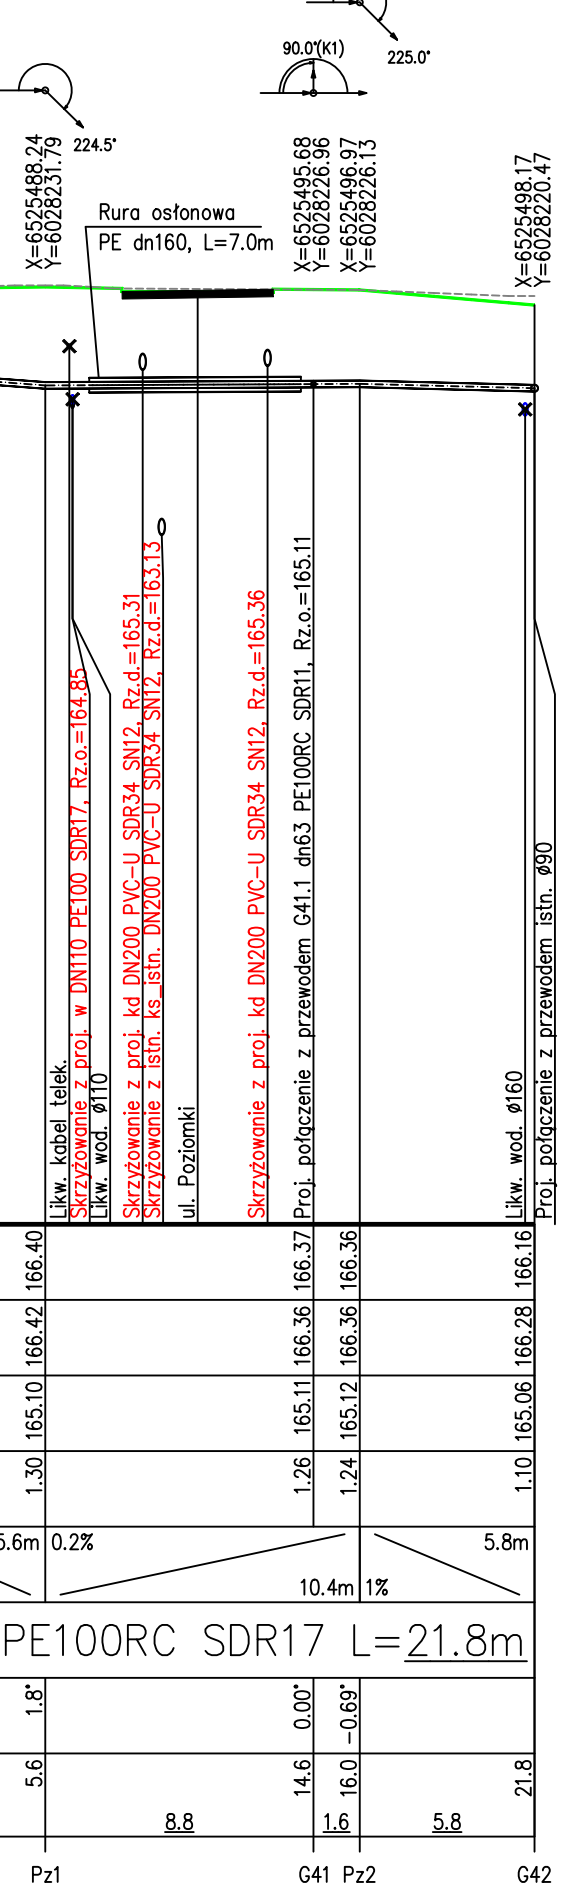 225.0°
90.0°(K1)
224.5°
X=6525488.24
Y=6028231.79
X=6525495.68
Y=6028226.96
X=6525496.97
Y=6028226.13
X=6525498.17
Y=6028220.47
Rura osłonowa
PE dn160, L=7.0m
Likw. kabel telek.
Skrzyżowanie z proj. w DN110 PE100 SDR17, Rz.o.=164.85
Likw. wod. ø110
Skrzyżowanie z proj. kd DN200 PVC-U SDR34 SN12, Rz.d.=165.31
Skrzyżowanie z istn. ks_istn. DN200 PVC-U SDR34 SN12, Rz.d.=163.13
ul. Poziomki
Skrzyżowanie z proj. kd DN200 PVC-U SDR34 SN12, Rz.d.=165.36
Proj. połączenie z przewodem G41.1 dn63 PE100RC SDR11, Rz.o.=165.11
Likw. wod. ø160
Proj. połączenie z przewodem istn. ø90
166.40 166.37 166.36 166.16
166.42 166.36 166.36 166.28
165.10 165.11 165.12 165.06
1.30 1.26 1.24 1.10
5.6m 0.2% 5.8m
10.4m 1%
PE100RC SDR17 L=21.8m
1.8° 0.00° -0.69°
5.6 14.6 16.0 21.8
8.8 1.6 5.8
Pz1 G41 Pz2 G42